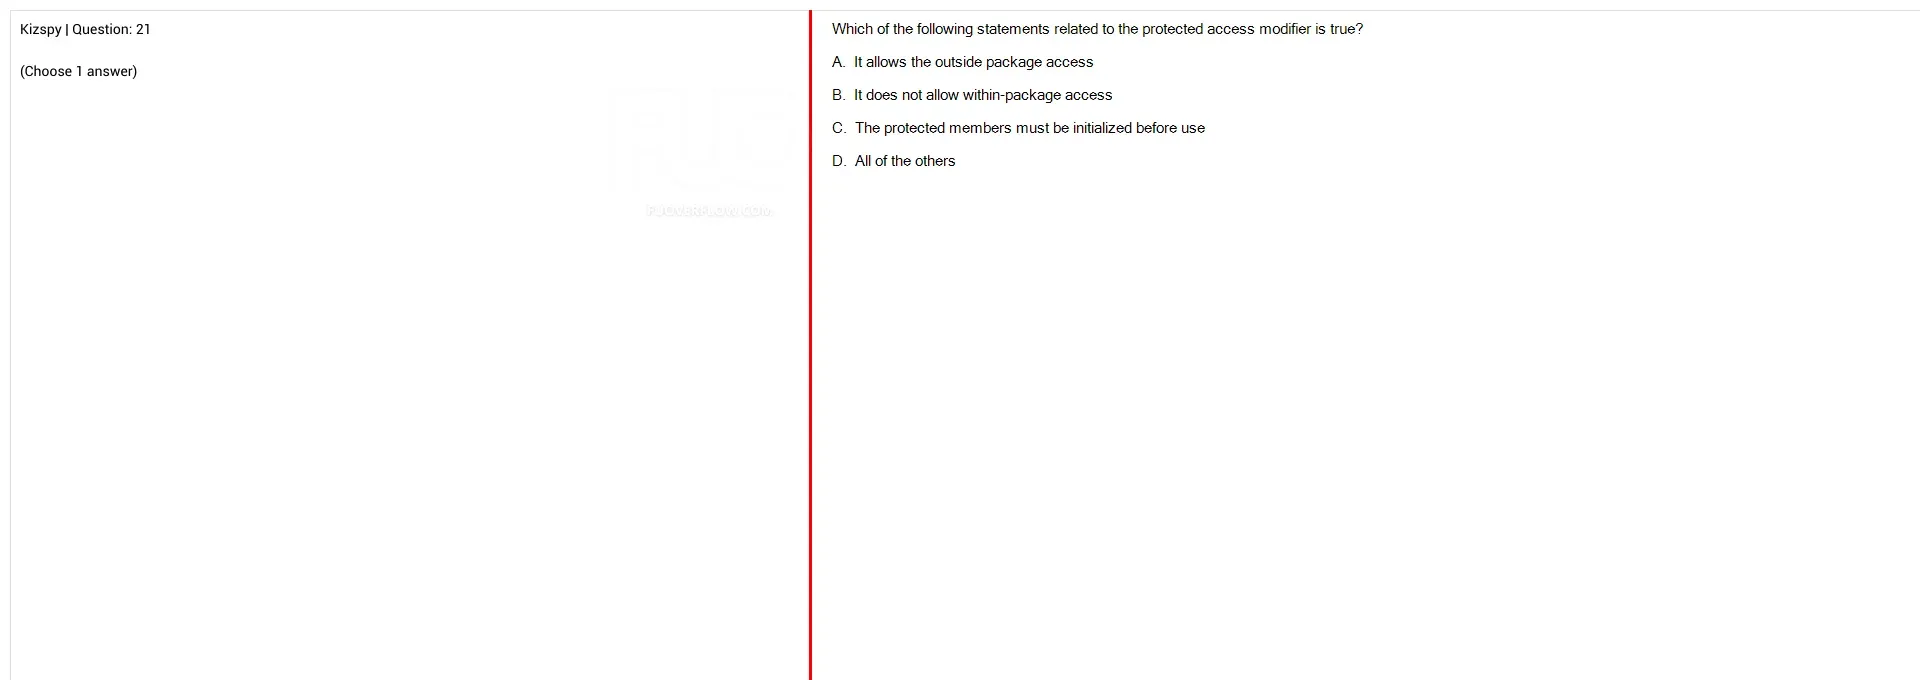 Kizspy | Question: 21
(Choose 1 answer)
FUOVERFLOW.COM
Which of the following statements related to the protected access modifier is true?
A. It allows the outside package access
B. It does not allow within-package access
C. The protected members must be initialized before use
D. All of the others